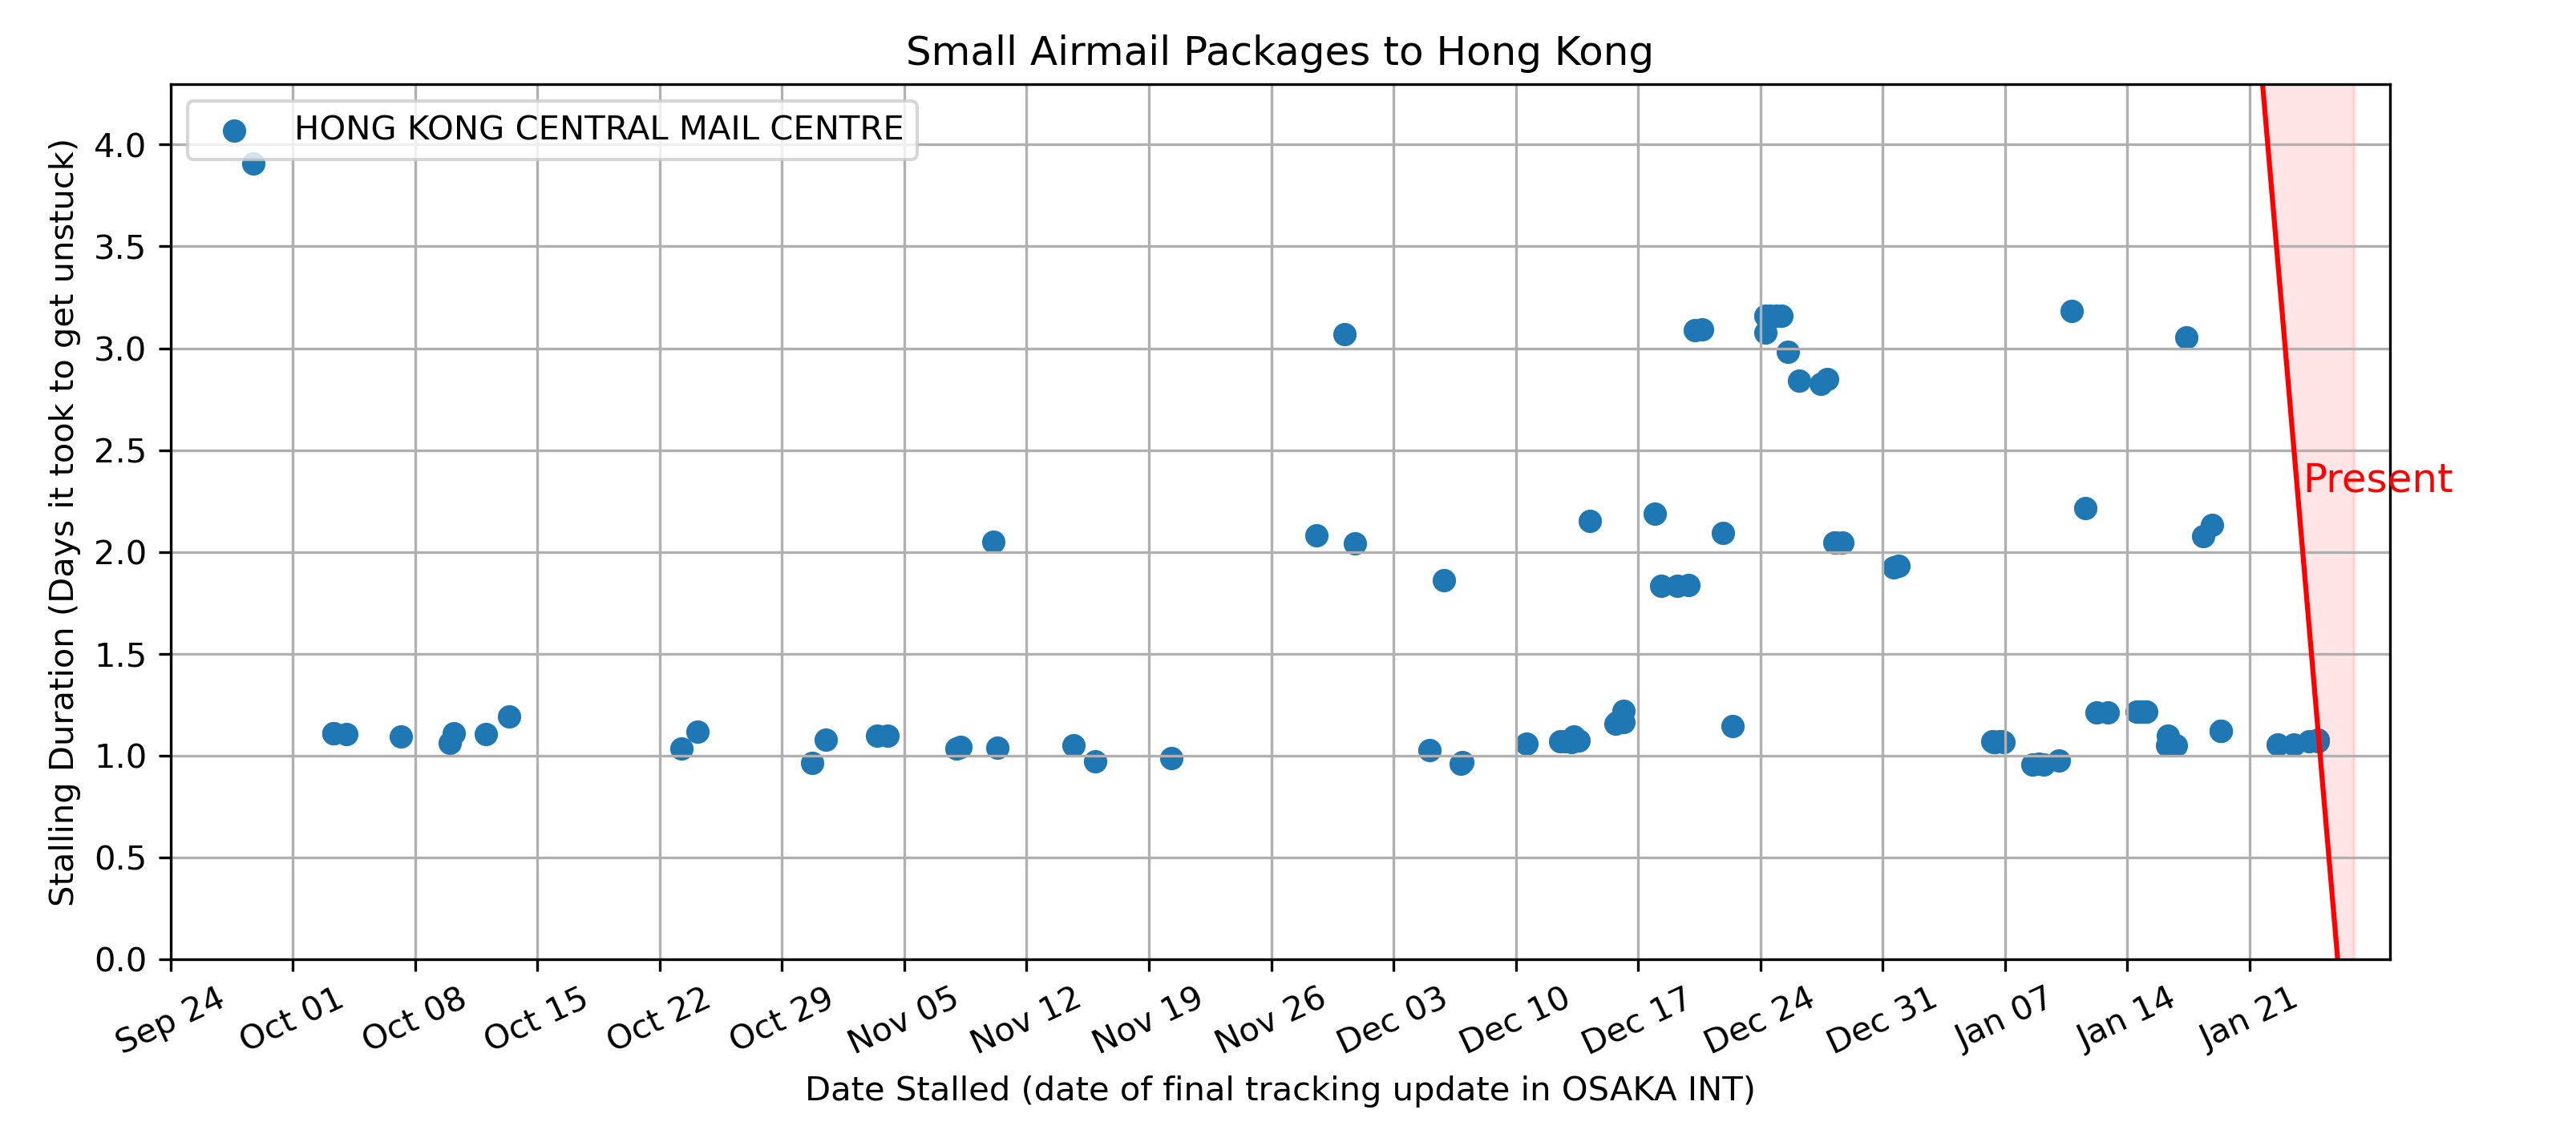 Small Airmail Packages to Hong Kong
HONG KONG CENTRAL MAIL CENTRE
Stalling Duration (Days it took to get unstuck)
4.0
3.5
3.0
2.5
2.0
1.5
1.0
0.5
0.0
Present
Sep 24
Oct 01
Oct 08
Oct 15
Oct 22
Oct 29
Nov 05
Nov 12
Nov 19
Nov 26
Dec 03
Dec 10
Dec 17
Dec 24
Dec 31
Jan 07
Jan 14
Jan 21
Date Stalled (date of final tracking update in OSAKA INT)